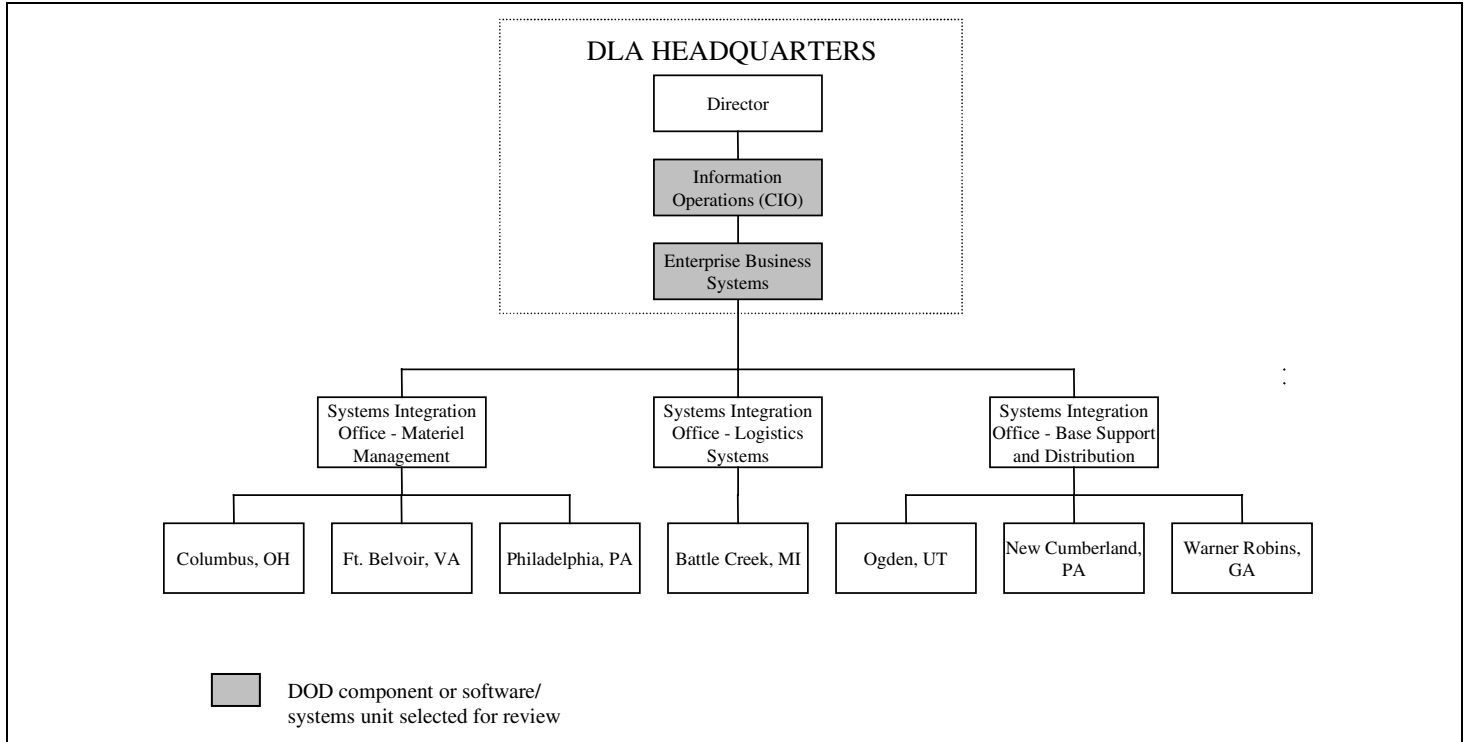 DLA HEADQUARTERS
Director
Information
Operations (CIO)
Enterprise Business
Systems
Systems Integration
Office - Materiel
Management
Systems Integration
Office - Logistics
Systems
Systems Integration
Office - Base Support
and Distribution
Columbus, OH
Ft. Belvoir, VA
Philadelphia, PA
Battle Creek, MI
Ogden, UT
New Cumberland,
PA
Warner Robins,
GA
DOD component or software/
systems unit selected for review